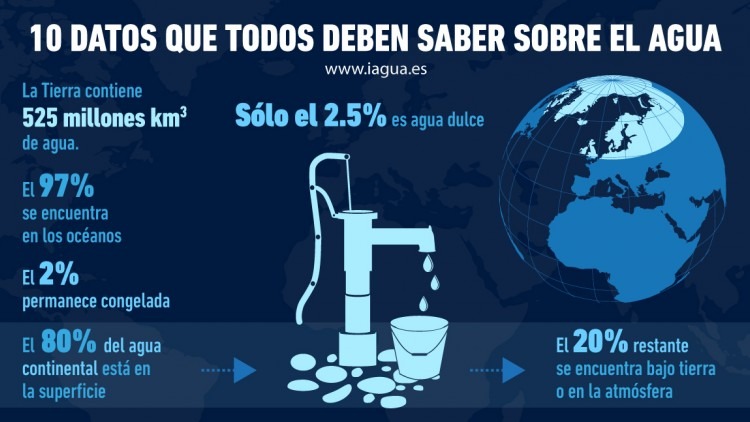 10 DATOS QUE TODOS DEBEN SABER SOBRE EL AGUA
www.iagua.es
La Tierra contiene
525 millones km³
de agua.
Sólo el 2.5% es agua dulce
El 97%
se encuentra
en los océanos
El 2%
permanece congelada
El 80% del agua
continental está en
la superficie
El 20% restante
se encuentra bajo tierra
o en la atmósfera